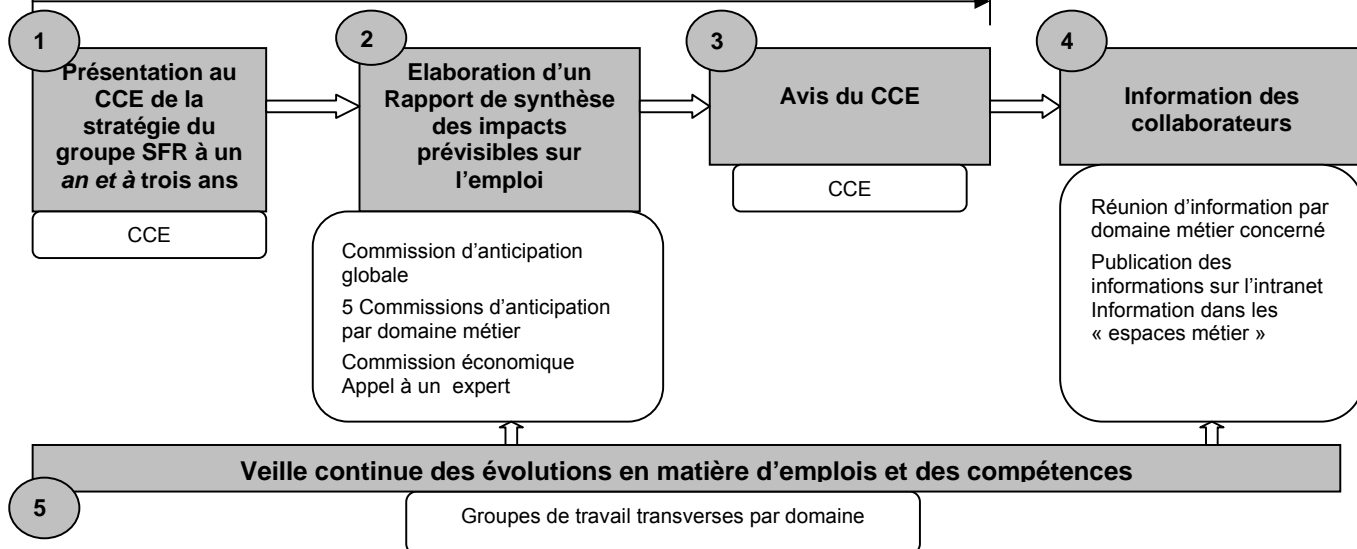 1
Présentation au
CCE de la
stratégie du
groupe SFR à un
an et à trois ans
CCE
2
Elaboration d'un
Rapport de synthèse
des impacts
prévisibles sur
l'emploi
Commission d'anticipation
globale
5 Commissions d'anticipation
par domaine métier
Commission économique
Appel à un expert
3
Avis du CCE
CCE
4
Information des
collaborateurs
Réunion d'information par
domaine métier concerné
Publication des
informations sur l'intranet
Information dans les
« espaces métier »
Veille continue des évolutions en matière d'emplois et des compétences
5
Groupes de travail transverses par domaine